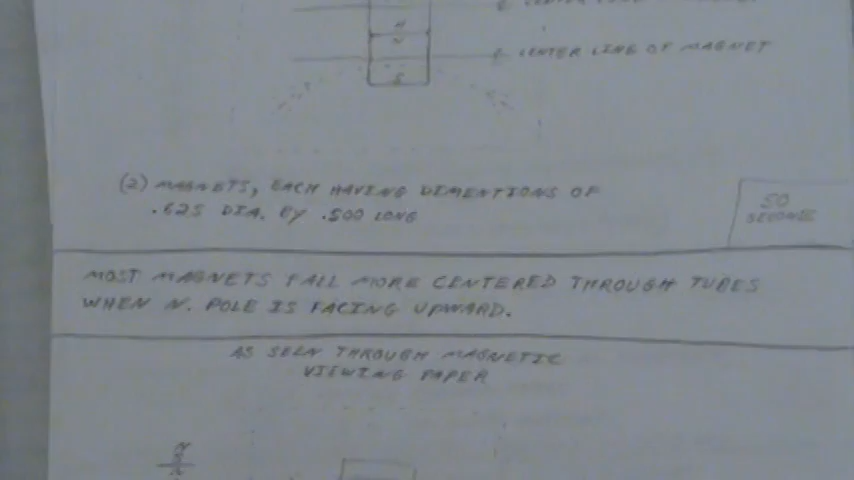 CENTER LINE OF MAGNET
N
N
S
(2) MAGNETS, EACH HAVING DIMENTIONS OF
.625 DIA. BY .500 LONG
50
SECONDS
MOST MAGNETS FALL MORE CENTERED THROUGH TUBES
WHEN N. POLE IS FACING UPWARD.
AS SEEN THROUGH MAGNETIC
VIEWING PAPER
N
S